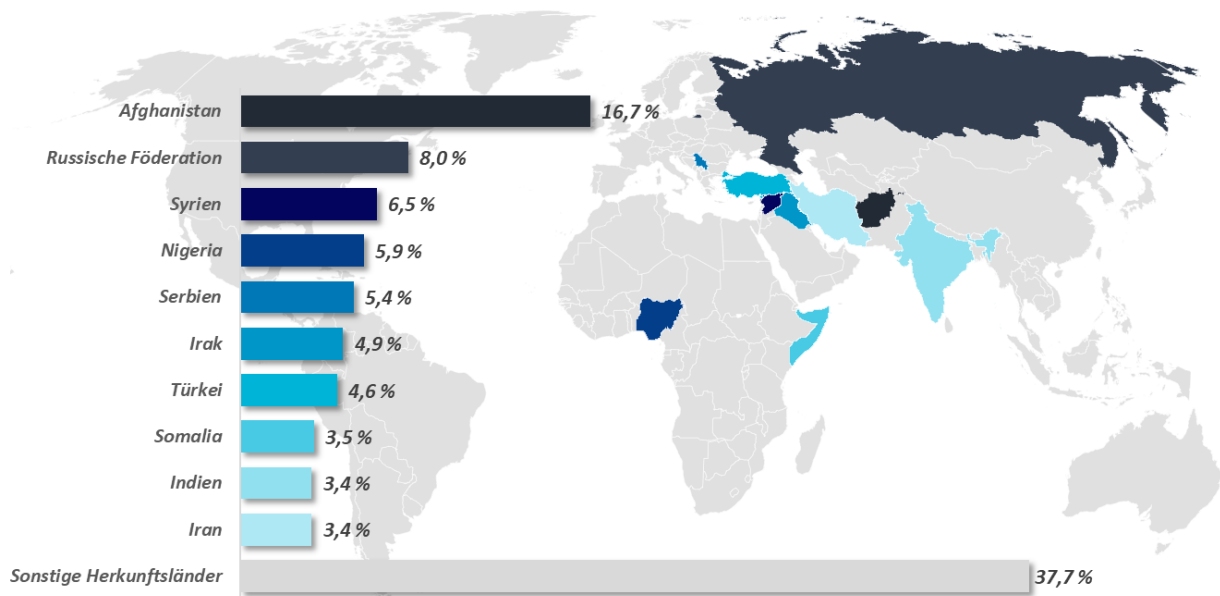 Afghanistan 16,7 %
Russische Föderation 8,0 %
Syrien 6,5 %
Nigeria 5,9 %
Serbien 5,4 %
Irak 4,9 %
Türkei 4,6 %
Somalia 3,5 %
Indien 3,4 %
Iran 3,4 %
Sonstige Herkunftsländer 37,7 %